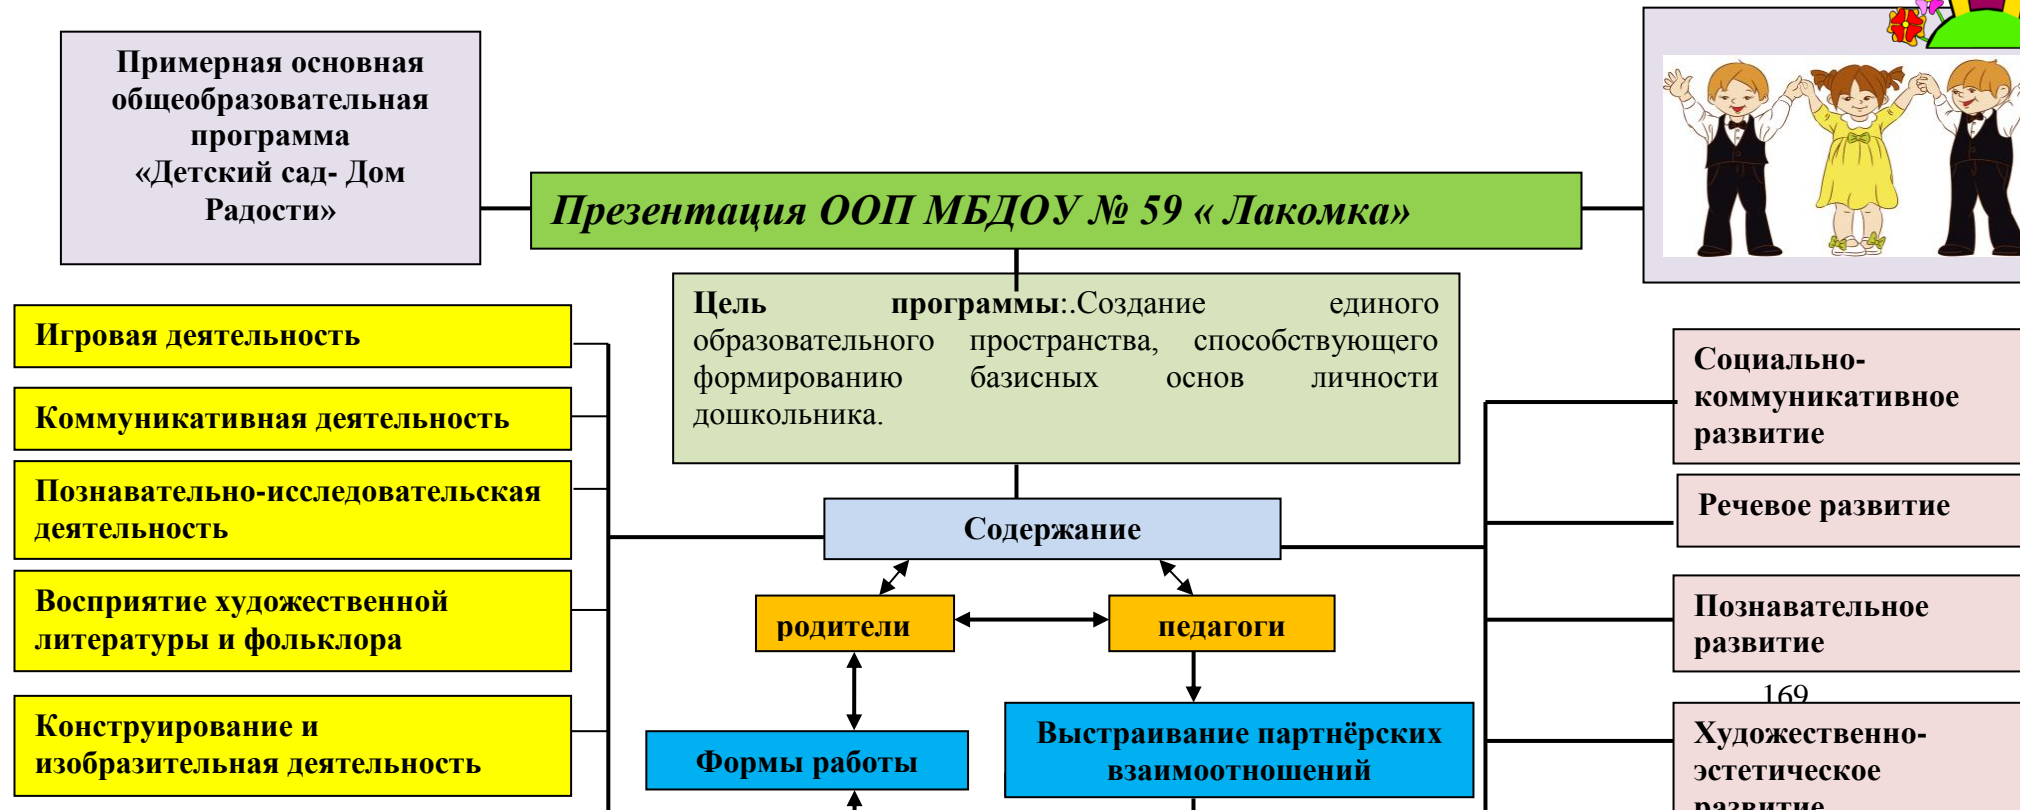 Примерная основная
общеобразовательная
программа
«Детский сад- Дом
Радости»
Презентация ООП МБДОУ № 59 « Лакомка»
Цель программы:.Создание единого
образовательного пространства, способствующего
формированию базисных основ личности
дошкольника.
Игровая деятельность
Коммуникативная деятельность
Познавательно-исследовательская
деятельность
Восприятие художественной
литературы и фольклора
Конструирование и
изобразительная деятельность
Содержание
родители
педагоги
Формы работы
Выстраивание партнёрских
взаимоотношений
Социально-
коммуникативное
развитие
Речевое развитие
Познавательное
развитие
169
Художественно-
эстетическое
развитие